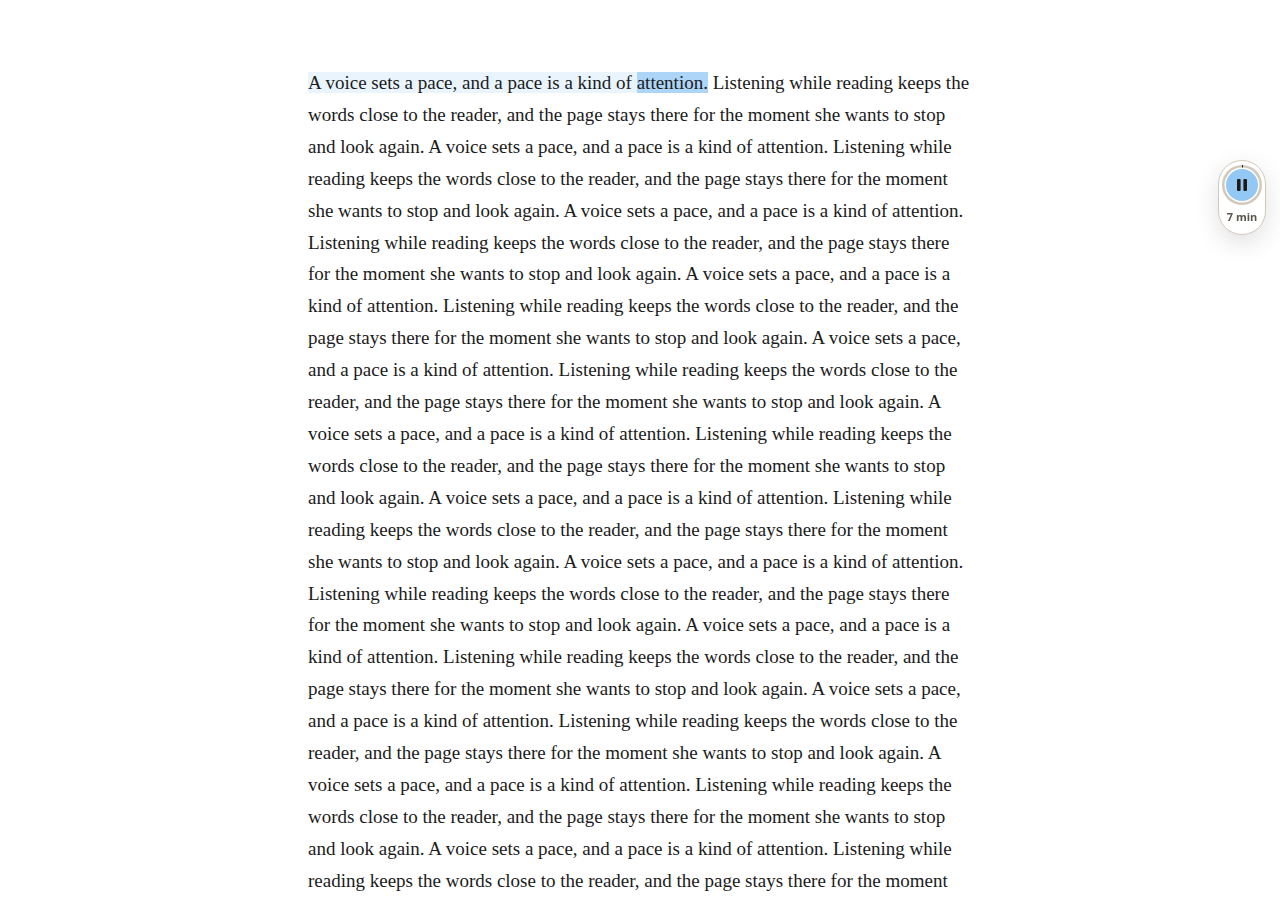 A voice sets a pace, and a pace is a kind of attention. Listening while reading keeps the
words close to the reader, and the page stays there for the moment she wants to stop
and look again. A voice sets a pace, and a pace is a kind of attention. Listening while
reading keeps the words close to the reader, and the page stays there for the moment
she wants to stop and look again. A voice sets a pace, and a pace is a kind of attention.
Listening while reading keeps the words close to the reader, and the page stays there
for the moment she wants to stop and look again. A voice sets a pace, and a pace is a
kind of attention. Listening while reading keeps the words close to the reader, and the
page stays there for the moment she wants to stop and look again. A voice sets a pace,
and a pace is a kind of attention. Listening while reading keeps the words close to the
reader, and the page stays there for the moment she wants to stop and look again. A
voice sets a pace, and a pace is a kind of attention. Listening while reading keeps the
words close to the reader, and the page stays there for the moment she wants to stop
and look again. A voice sets a pace, and a pace is a kind of attention. Listening while
reading keeps the words close to the reader, and the page stays there for the moment
she wants to stop and look again. A voice sets a pace, and a pace is a kind of attention.
Listening while reading keeps the words close to the reader, and the page stays there
for the moment she wants to stop and look again. A voice sets a pace, and a pace is a
kind of attention. Listening while reading keeps the words close to the reader, and the
page stays there for the moment she wants to stop and look again. A voice sets a pace,
and a pace is a kind of attention. Listening while reading keeps the words close to the
reader, and the page stays there for the moment she wants to stop and look again. A
voice sets a pace, and a pace is a kind of attention. Listening while reading keeps the
words close to the reader, and the page stays there for the moment she wants to stop
and look again. A voice sets a pace, and a pace is a kind of attention. Listening while
reading keeps the words close to the reader, and the page stays there for the moment
7 min